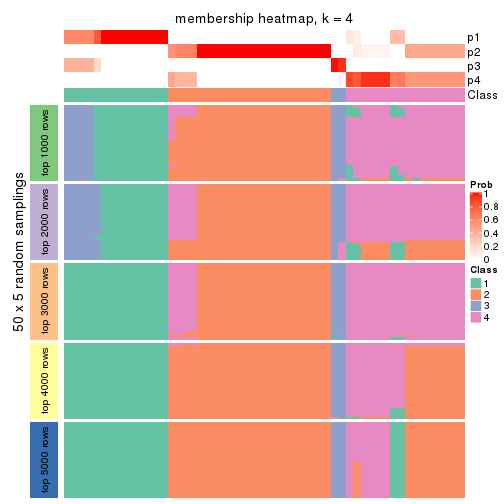 membership heatmap, k = 4
p1
p2
p3
p4
Class
50 x 5 random samplings
top 1000 rows
top 2000 rows
top 3000 rows
top 4000 rows
top 5000 rows
Prob
1
0.8
0.6
0.4
0.2
0
Class
1
2
3
4